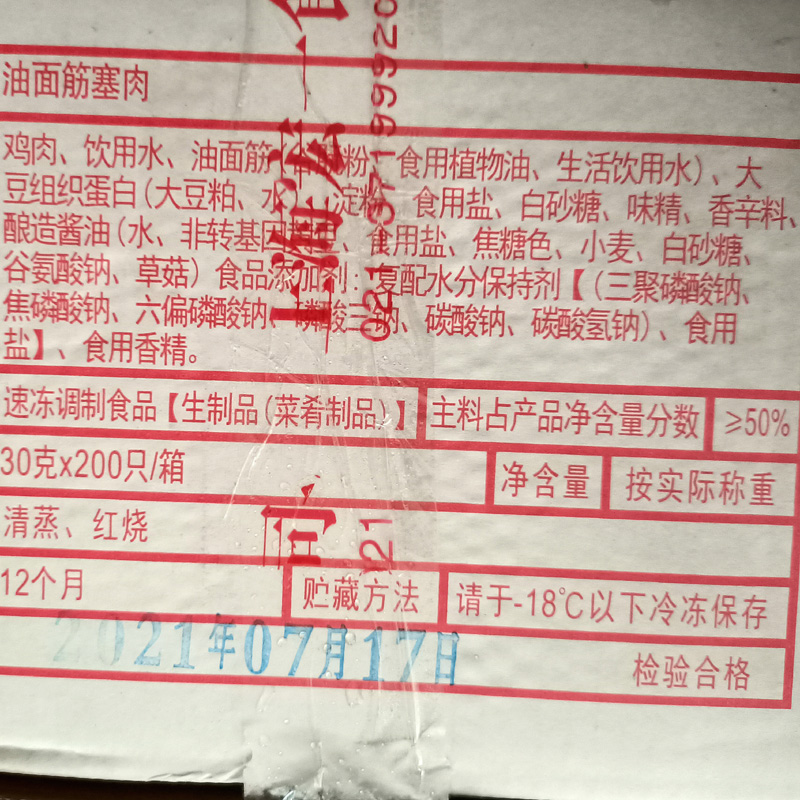 油面筋塞肉
鸡肉、饮用水、油面筋 粉、食用植物油、生活饮用水)、大
豆组织蛋白(大豆粕、水)、淀粉、食用盐、白砂糖、味精、香辛料、
酿造酱油(水、非转基因 食用盐、焦糖色、小麦、白砂糖、
谷氨酸钠、草菇)食品添加剂:复配水分保持剂【(三聚磷酸钠、
焦磷酸钠、六偏磷酸钠、磷酸三钠、碳酸钠、碳酸氢钠)、食用
盐】、食用香精。
速冻调制食品【生制品(菜肴制品)】 主料占产品净含量分数 ≥50%
30克x200只/箱 净含量 按实际称重
清蒸、红烧
12个月 贮藏方法 请于-18℃以下冷冻保存
2021年07月17日 检验合格
上海宏一食
司
021